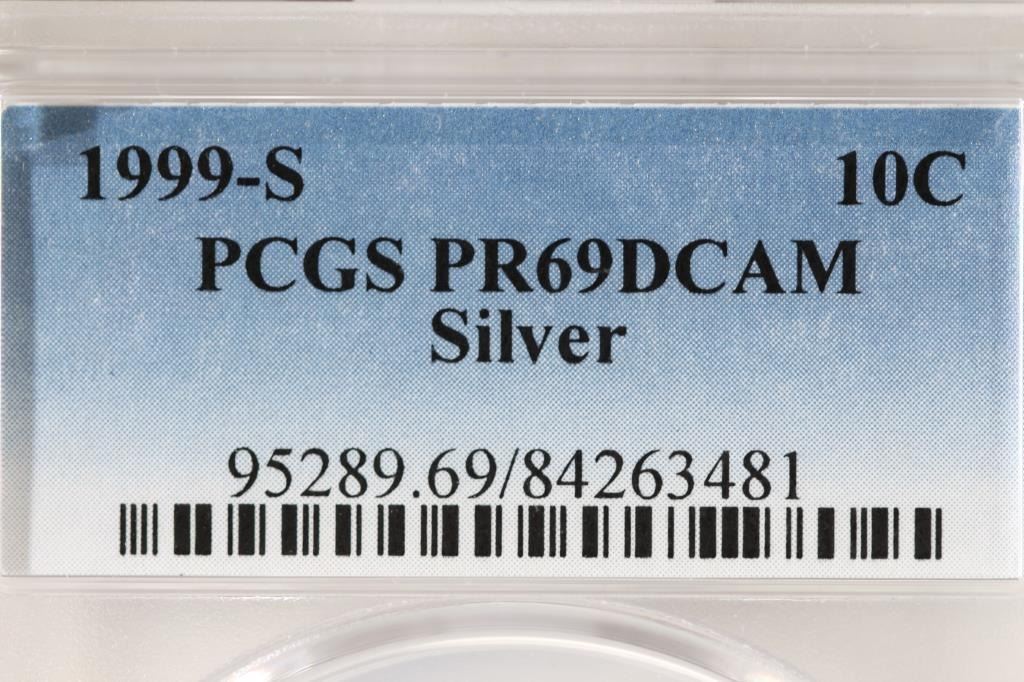 1999-S 10C
PCGS PR69DCAM
Silver
95289.69/84263481